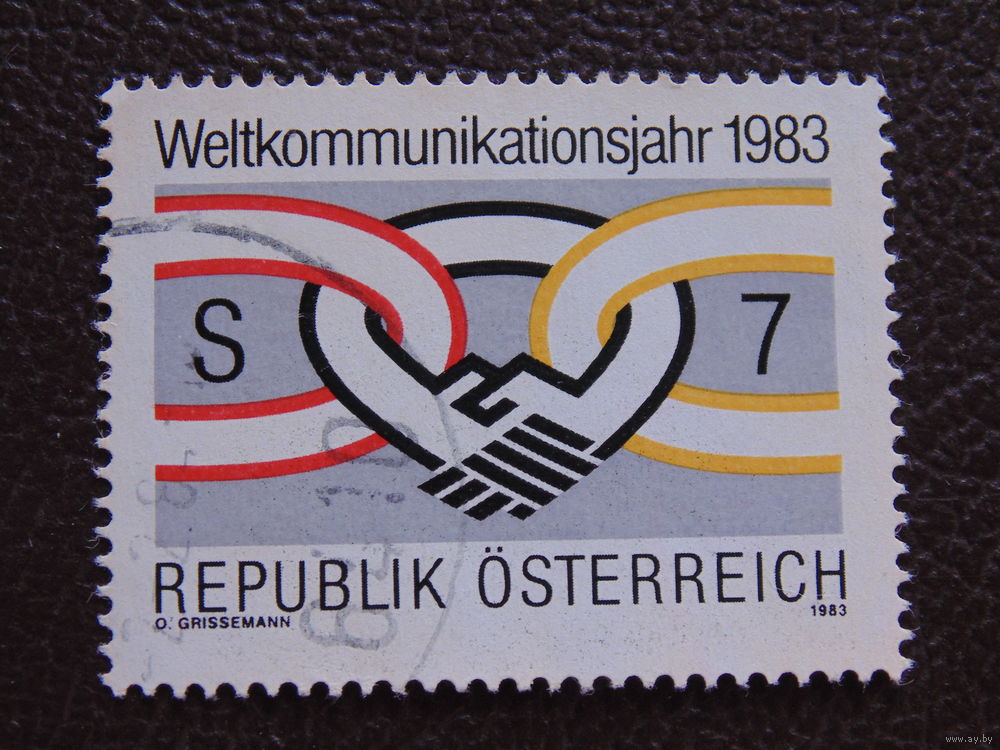 Weltkommunikationsjahr 1983
S 7
REPUBLIK ÖSTERREICH
O. GRISSEMANN 1983
www.ay.by